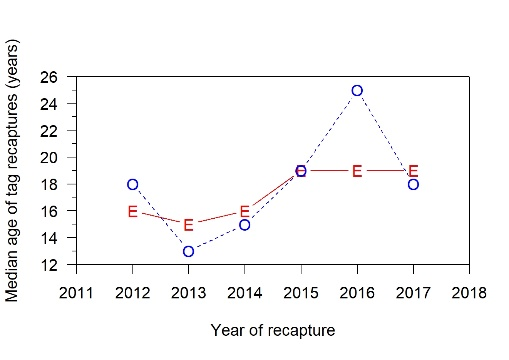 Median age of tag recaptures (years)
26
24
22
20
18
16
14
12
O
O
O
O
O
O
E
E
E
E
E
E
2011 2012 2013 2014 2015 2016 2017 2018
Year of recapture